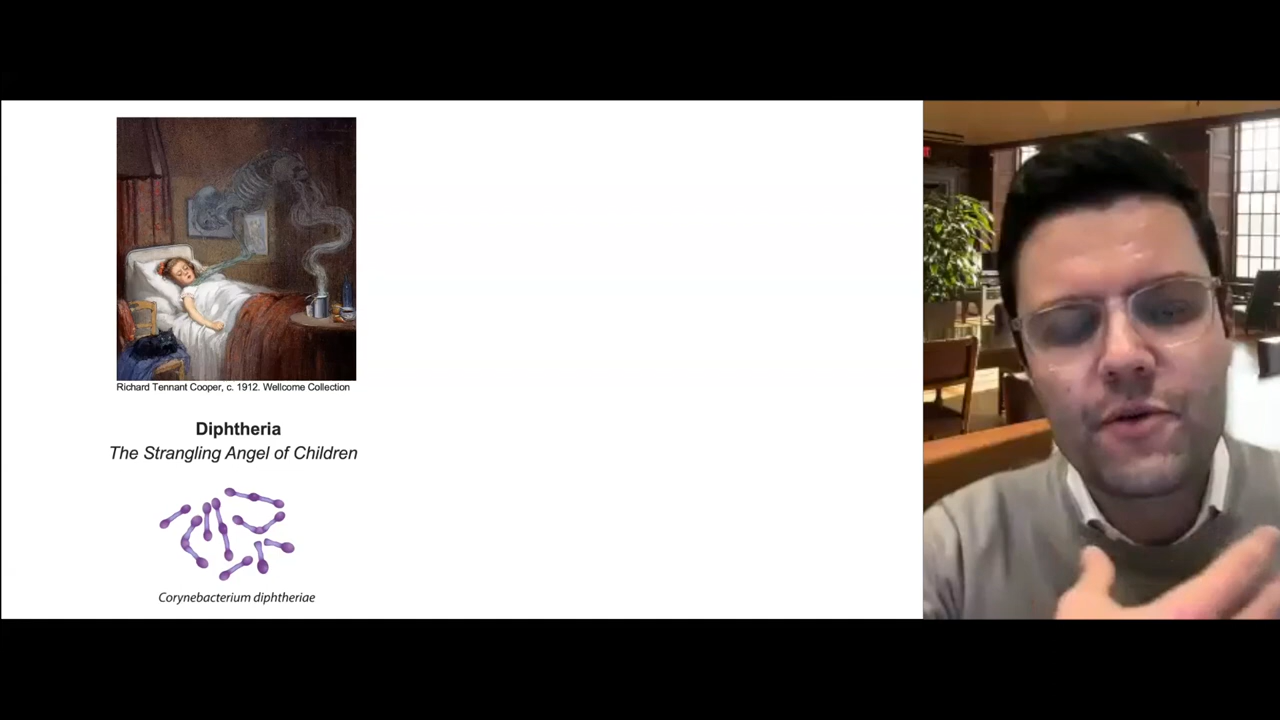 Richard Tennant Cooper, c. 1912. Wellcome Collection
Diphtheria
The Strangling Angel of Children
Corynebacterium diphtheriae